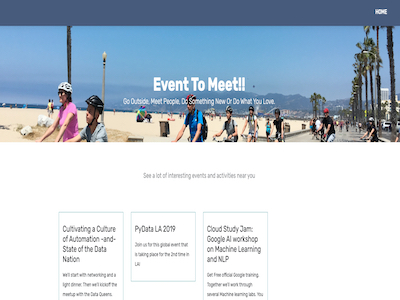 HOME
Event To Meet!!
Go Outside, Meet People, Do Something New Or Do What You Love.
See a lot of interesting events and activities near you
Cultivating a Culture
of Automation -and-
State of the Data
Nation
We'll start with networking and a
light dinner. Then we'll kickoff the
meetup with the Data Queens.
PyData LA 2019
Join us for this global event that
is taking place for the 2nd time in
LA!
Cloud Study Jam:
Google AI workshop
on Machine Learning
and NLP
Get Free official Google training.
Together we'll work through
several Machine learning labs. You